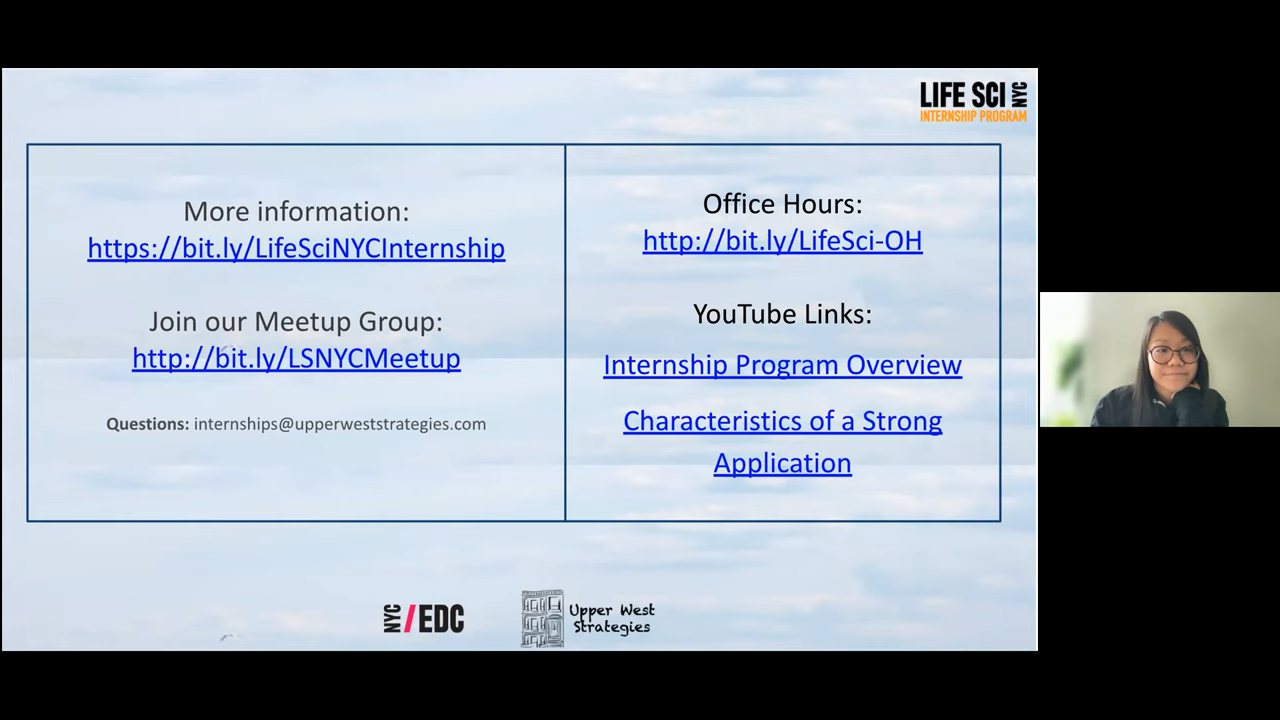 LIFE SCI NYC
INTERNSHIP PROGRAM
More information:
https://bit.ly/LifeSciNYCInternship
Join our Meetup Group:
http://bit.ly/LSNYCMeetup
Questions: internships@upperweststrategies.com
Office Hours:
http://bit.ly/LifeSci-OH
YouTube Links:
Internship Program Overview
Characteristics of a Strong
Application
NYC/EDC
Upper West
Strategies